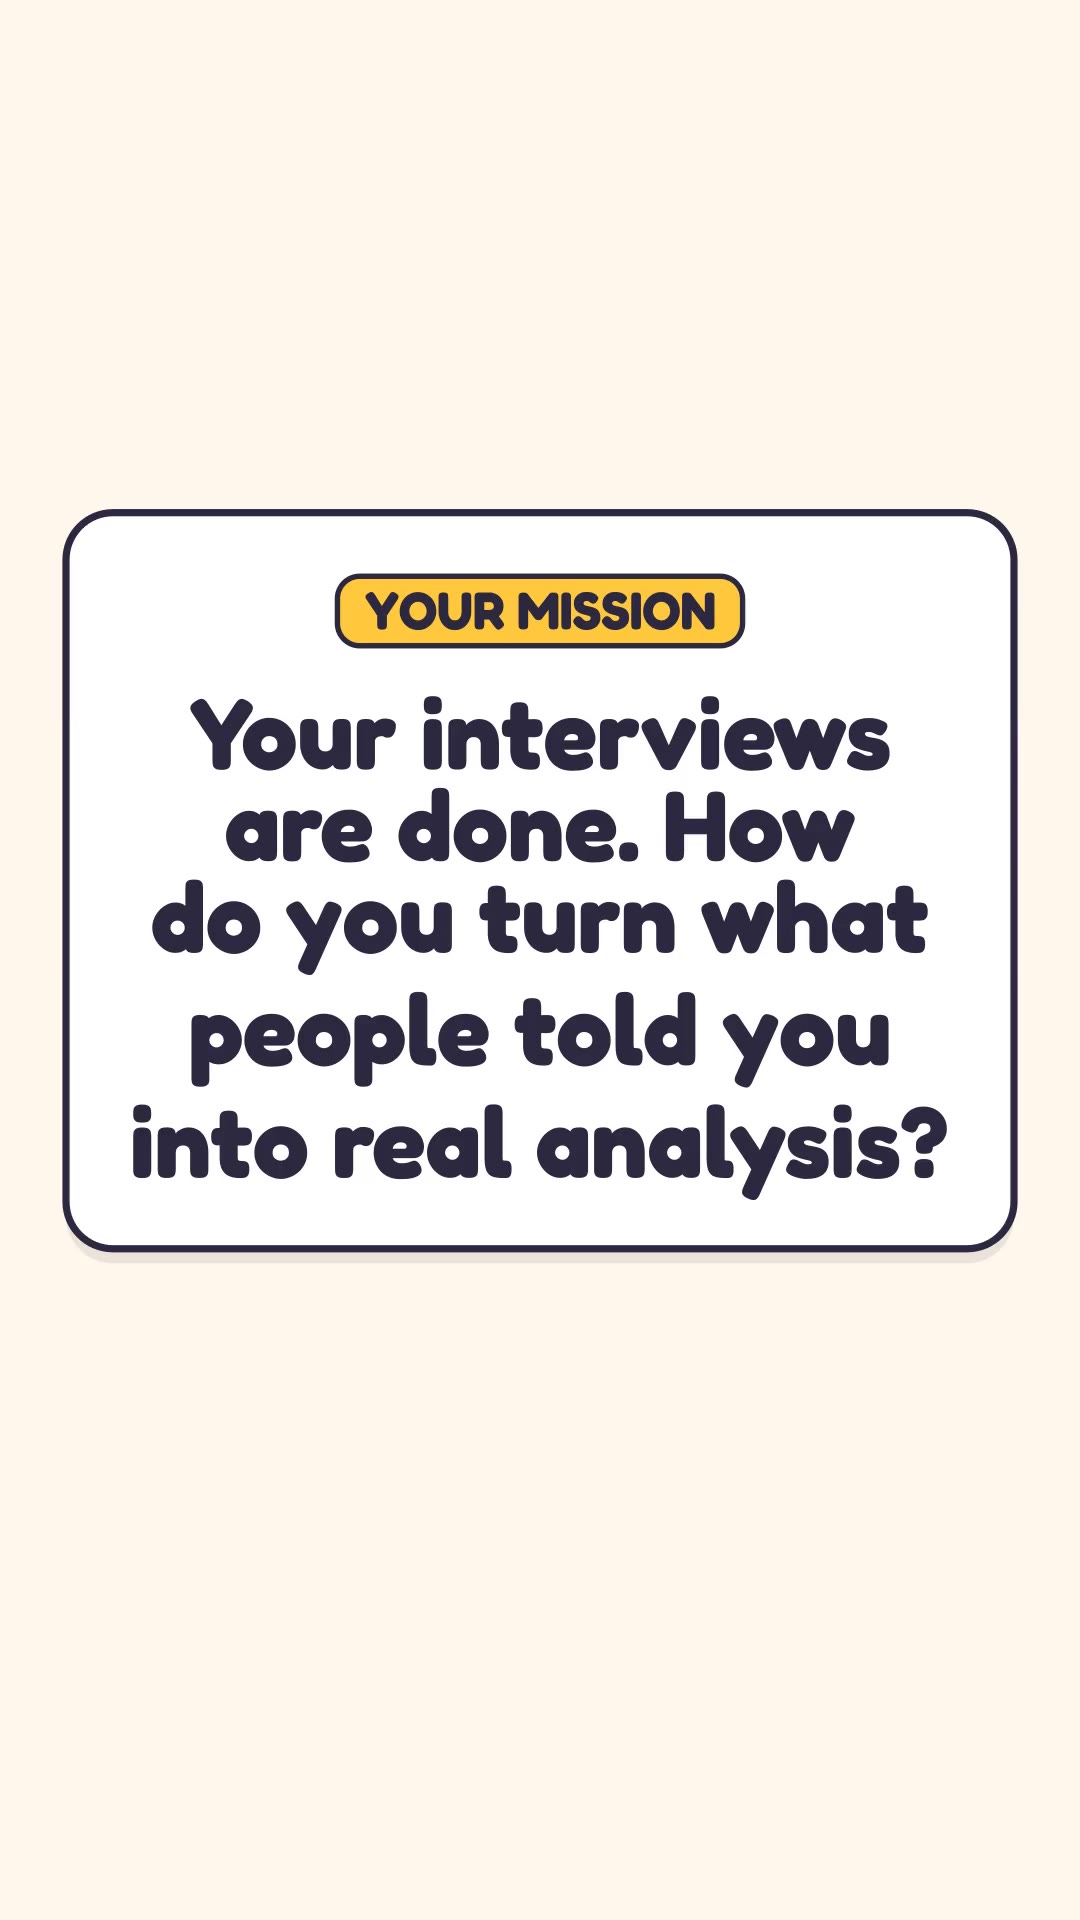 YOUR MISSION
Your interviews
are done. How
do you turn what
people told you
into real analysis?